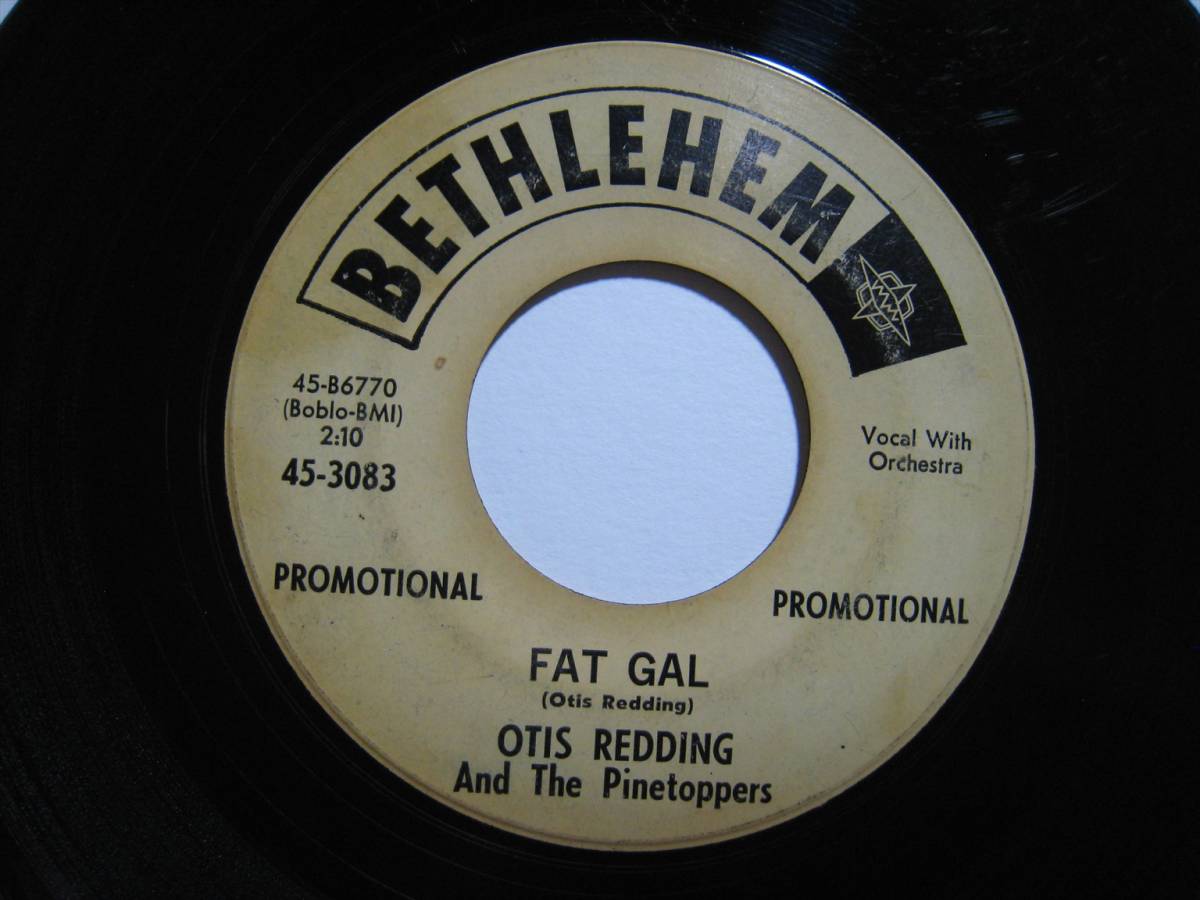 BETHLEHEM
45-B6770
(Boblo-BMI)
2:10
45-3083
Vocal With
Orchestra
PROMOTIONAL
PROMOTIONAL
FAT GAL
(Otis Redding)
OTIS REDDING
And The Pinetoppers